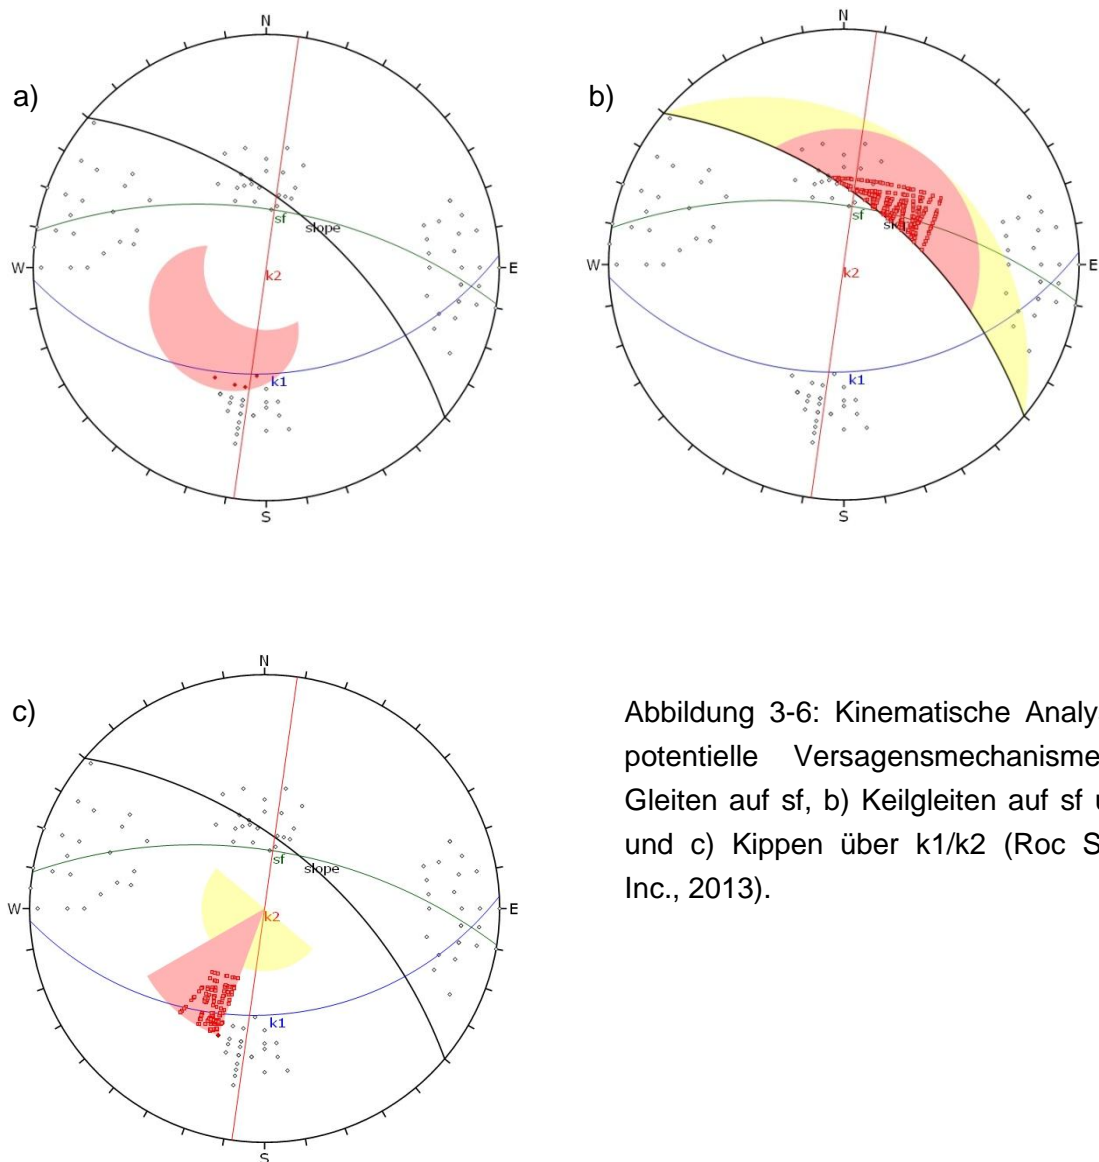 a)
N
W
E
S
sf
slope
k2
k1
b)
N
W
E
S
sf
k2
k1
c)
N
W
E
S
sf
slope
k2
k1
Abbildung 3-6: Kinematische Analy
potentielle Versagensmechanisme
Gleiten auf sf, b) Keilgleiten auf sf
und c) Kippen über k1/k2 (Roc S
Inc., 2013).